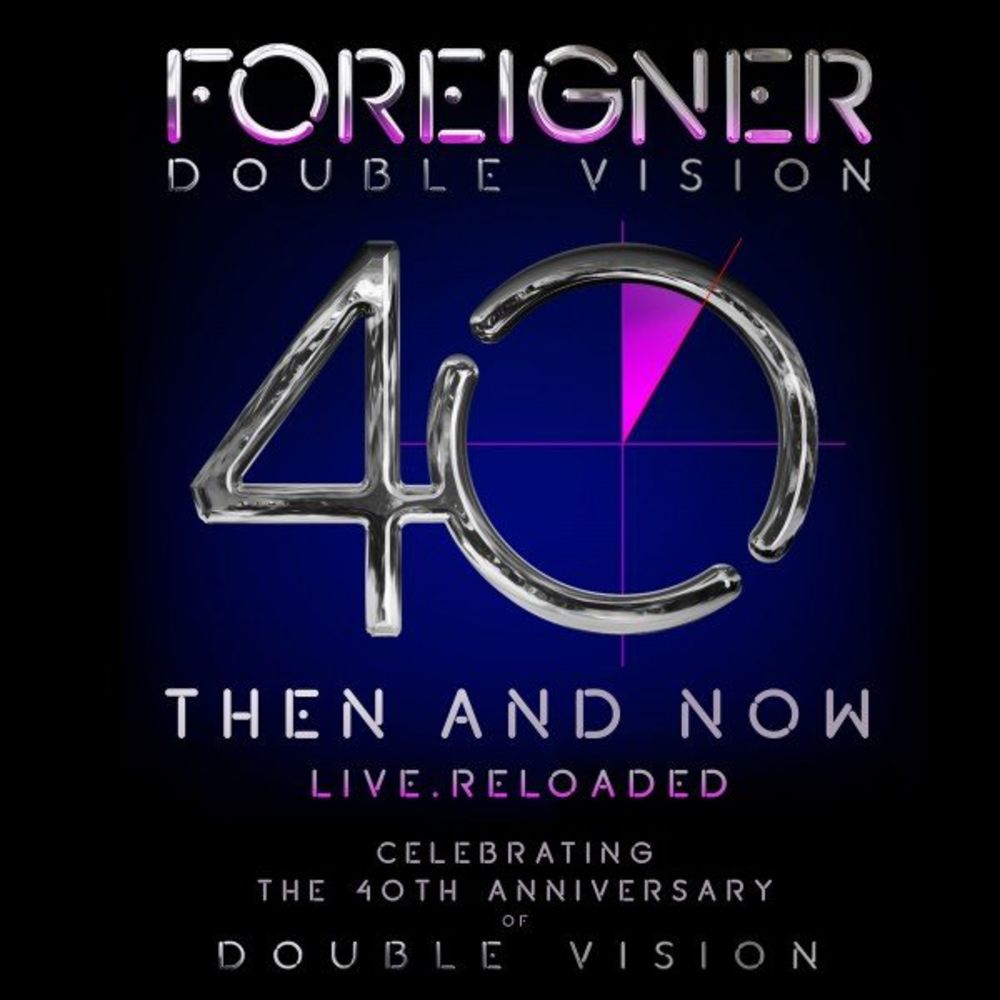 FOREIGNER
DOUBLE VISION
40
THEN AND NOW
LIVE.RELOADED
CELEBRATING
THE 40TH ANNIVERSARY
OF
DOUBLE VISION